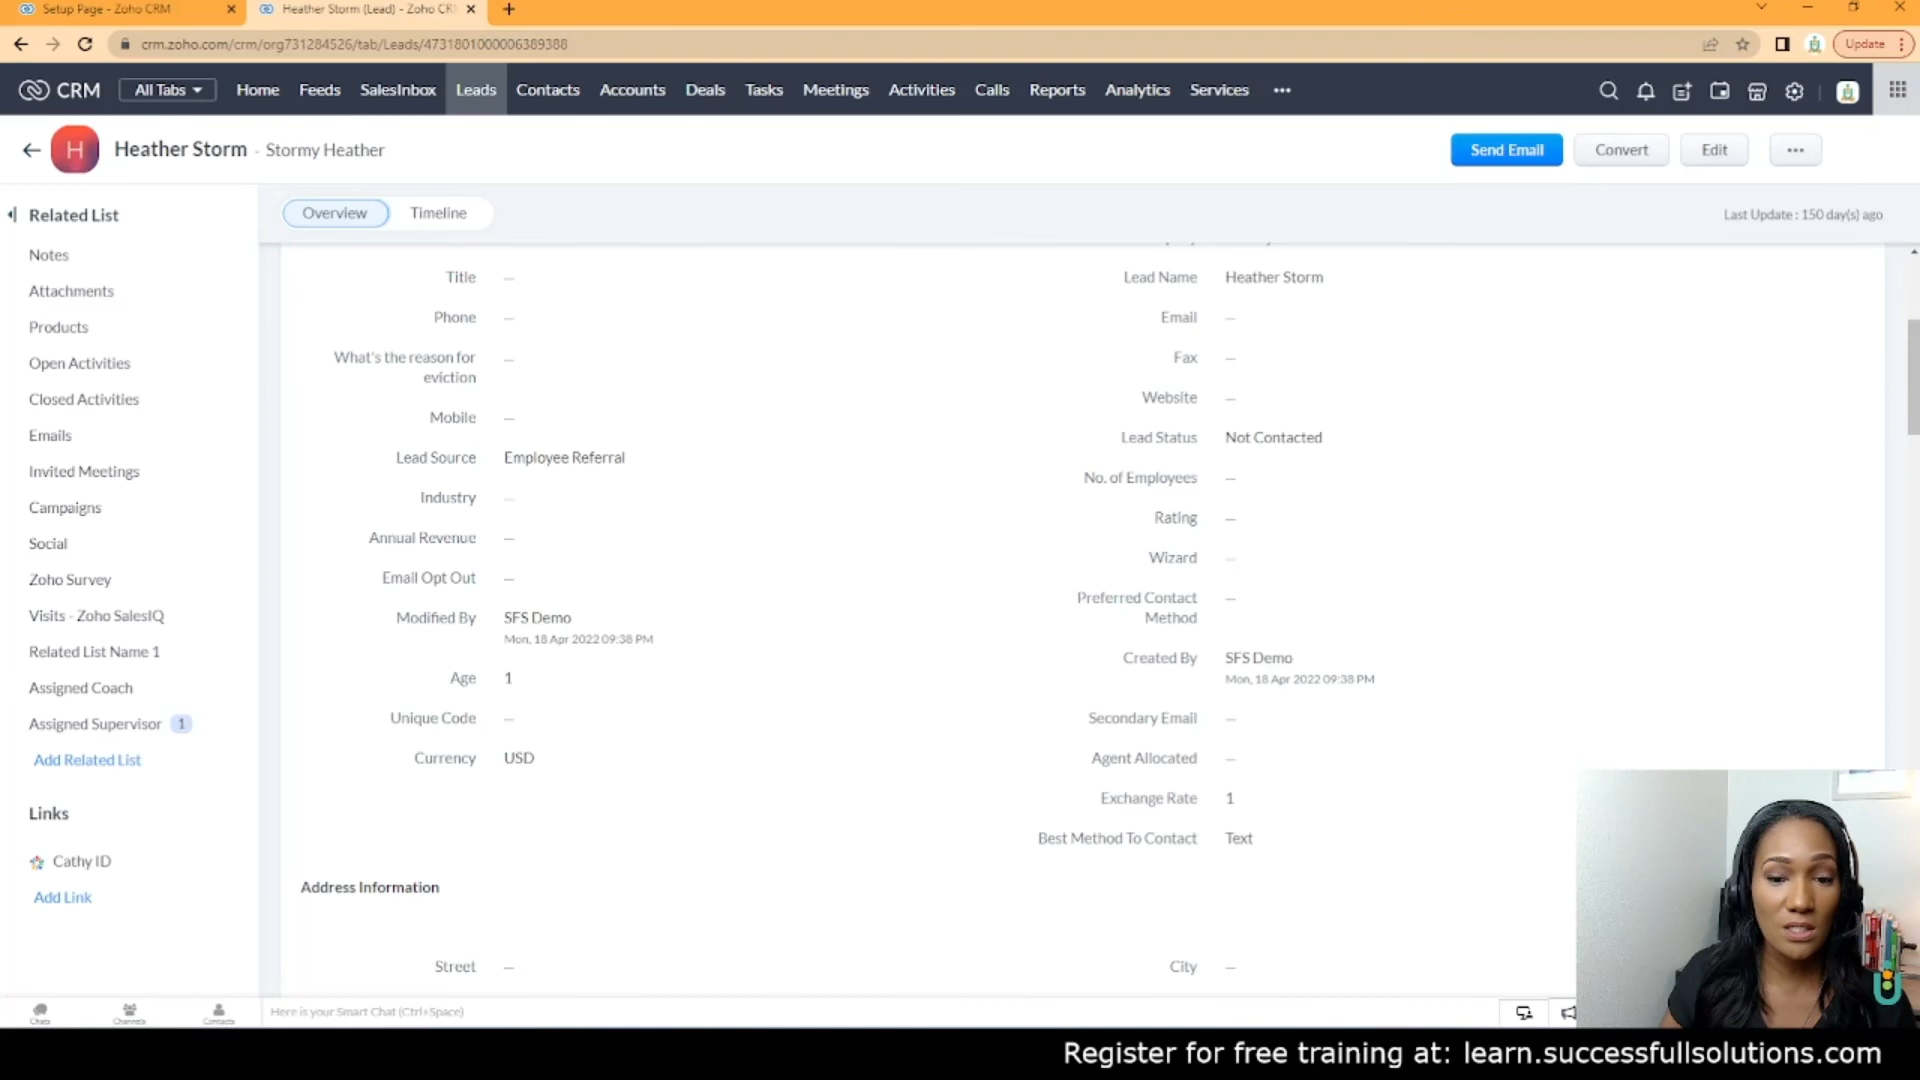 Setup Page - Zoho CRM
Heather Storm (Lead) - Zoho CR
crm.zoho.com/crm/org731284526/tab/Leads/4731801000006389388
Update
CRM
All Tabs
Home
Feeds
SalesInbox
Leads
Contacts
Accounts
Deals
Tasks
Meetings
Activities
Calls
Reports
Analytics
Services
H
Heather Storm - Stormy Heather
Send Email
Convert
Edit
Related List
Overview
Timeline
Last Update : 150 day(s) ago
Notes
Attachments
Products
Open Activities
Closed Activities
Emails
Invited Meetings
Campaigns
Social
Zoho Survey
Visits - Zoho SalesIQ
Related List Name 1
Assigned Coach
Assigned Supervisor 1
Add Related List
Links
Cathy ID
Add Link
Title —
Phone —
What's the reason for
eviction —
Mobile —
Lead Source Employee Referral
Industry —
Annual Revenue —
Email Opt Out —
Modified By SFS Demo
Mon, 18 Apr 2022 09:38 PM
Age 1
Unique Code —
Currency USD
Lead Name Heather Storm
Email —
Fax —
Website —
Lead Status Not Contacted
No. of Employees —
Rating —
Wizard —
Preferred Contact
Method —
Created By SFS Demo
Mon, 18 Apr 2022 09:38 PM
Secondary Email —
Agent Allocated —
Exchange Rate 1
Best Method To Contact Text
Address Information
Street —
City —
Chats
Channels
Contacts
Here is your Smart Chat (Ctrl+Space)
Register for free training at: learn.successfullsolutions.com